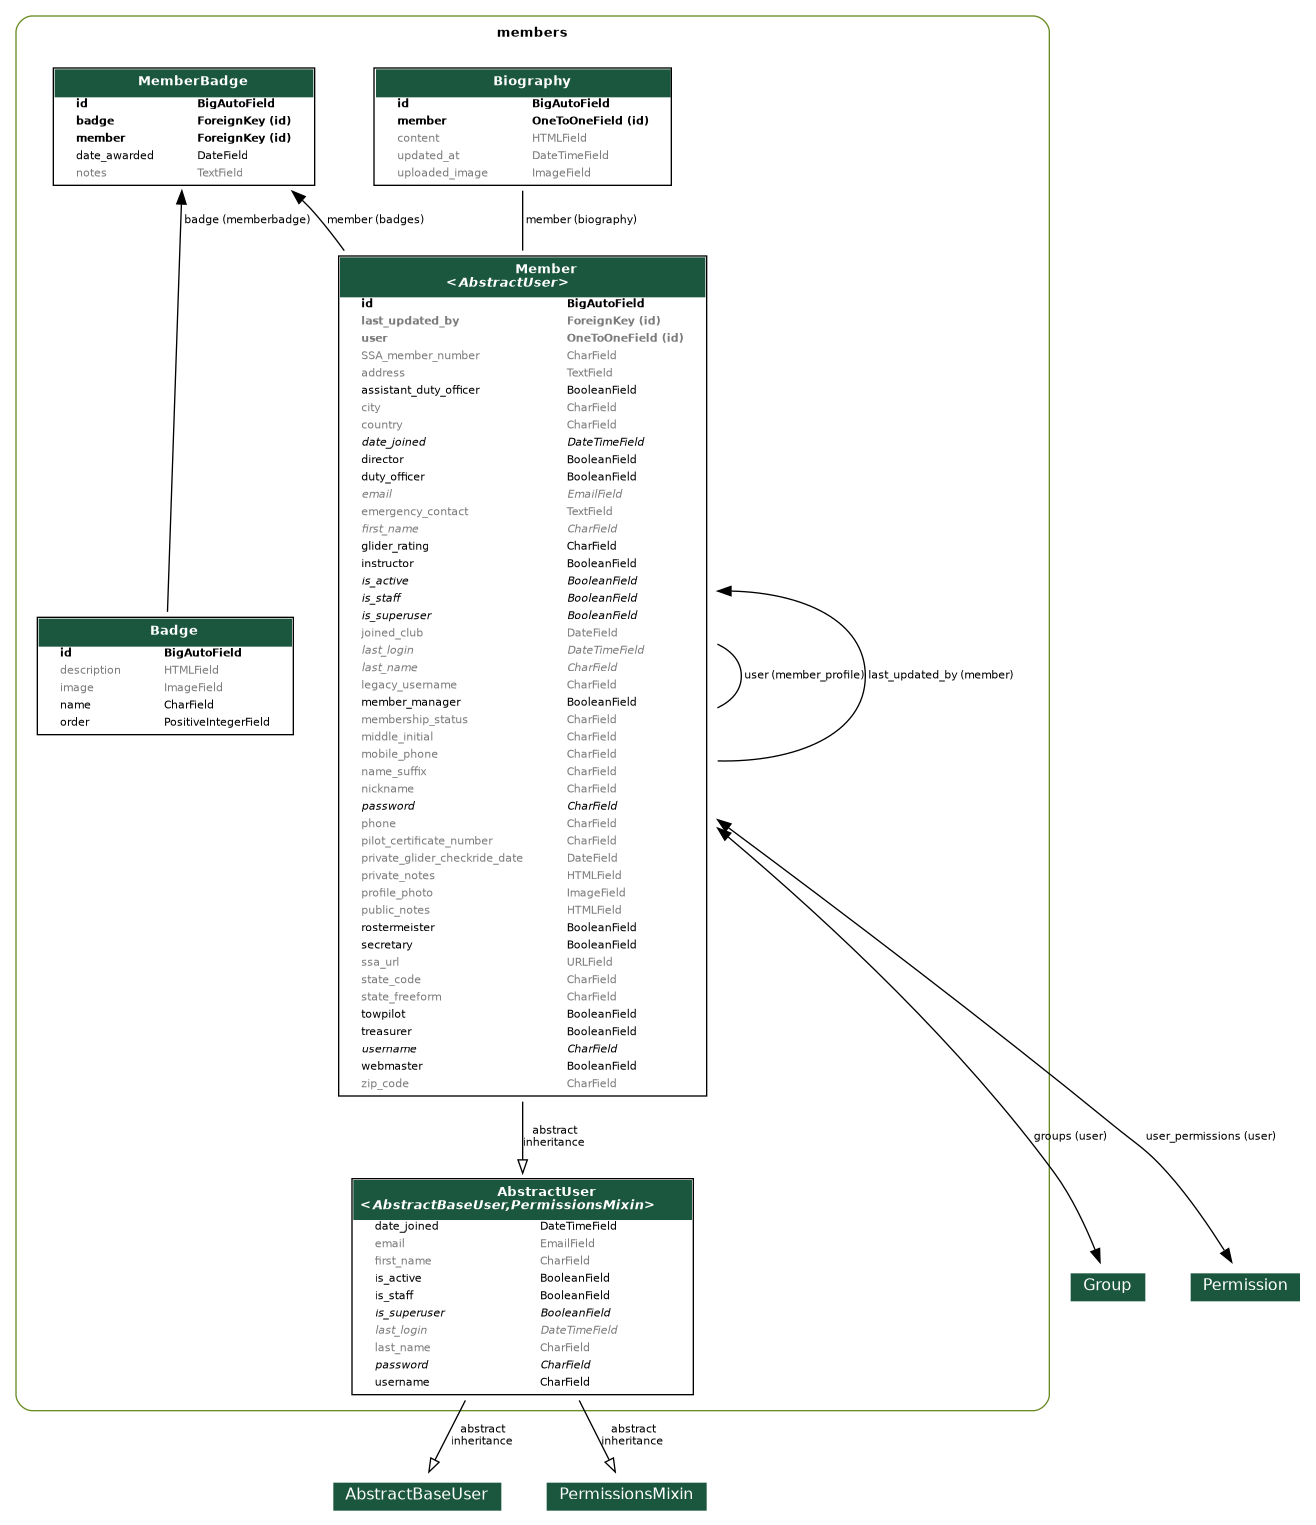 members
MemberBadge
id BigAutoField
badge ForeignKey (id)
member ForeignKey (id)
date_awarded DateField
notes TextField
Biography
id BigAutoField
member OneToOneField (id)
content HTMLField
updated_at DateTimeField
uploaded_image ImageField
badge (memberbadge)
member (badges)
member (biography)
Member
<AbstractUser>
id BigAutoField
last_updated_by ForeignKey (id)
user OneToOneField (id)
SSA_member_number CharField
address TextField
assistant_duty_officer BooleanField
city CharField
country CharField
date_joined DateTimeField
director BooleanField
duty_officer BooleanField
email EmailField
emergency_contact TextField
first_name CharField
glider_rating CharField
instructor BooleanField
is_active BooleanField
is_staff BooleanField
is_superuser BooleanField
joined_club DateField
last_login DateTimeField
last_name CharField
legacy_username CharField
member_manager BooleanField
membership_status CharField
middle_initial CharField
mobile_phone CharField
name_suffix CharField
nickname CharField
password CharField
phone CharField
pilot_certificate_number CharField
private_glider_checkride_date DateField
private_notes HTMLField
profile_photo ImageField
public_notes HTMLField
rostermeister BooleanField
secretary BooleanField
ssa_url URLField
state_code CharField
state_freeform CharField
towpilot BooleanField
treasurer BooleanField
username CharField
webmaster BooleanField
zip_code CharField
user (member_profile)
last_updated_by (member)
Badge
id BigAutoField
description HTMLField
image ImageField
name CharField
order PositiveIntegerField
abstract
inheritance
groups (user)
user_permissions (user)
AbstractUser
<AbstractBaseUser,PermissionsMixin>
date_joined DateTimeField
email EmailField
first_name CharField
is_active BooleanField
is_staff BooleanField
is_superuser BooleanField
last_login DateTimeField
last_name CharField
password CharField
username CharField
Group
Permission
abstract
inheritance
abstract
inheritance
AbstractBaseUser
PermissionsMixin